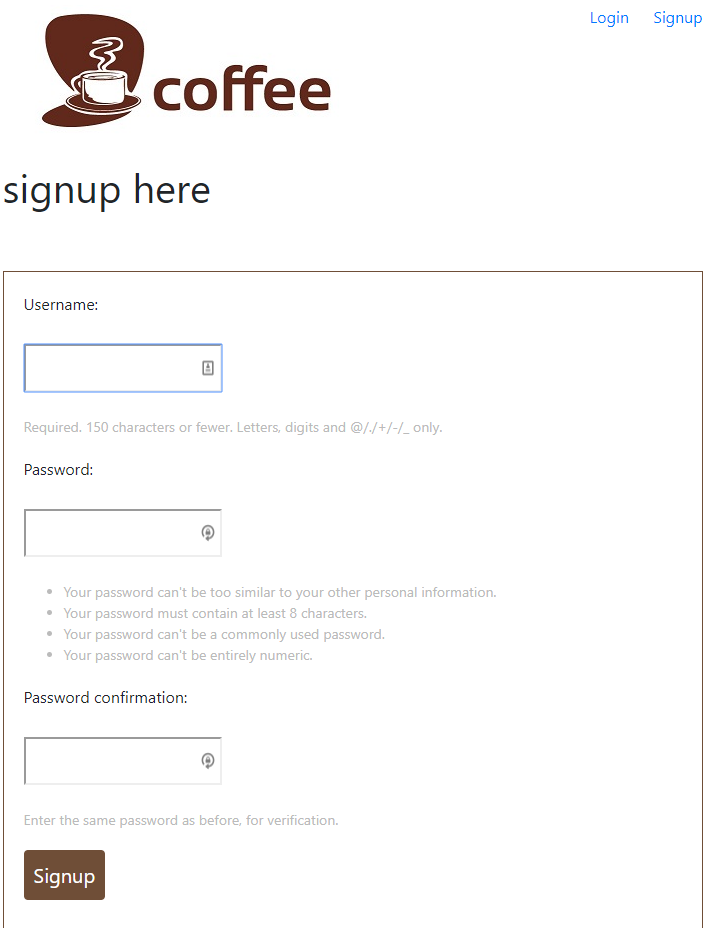 Login Signup
coffee
signup here
Username:
Required. 150 characters or fewer. Letters, digits and @/./+/-/_ only.
Password:
Your password can't be too similar to your other personal information.
Your password must contain at least 8 characters.
Your password can't be a commonly used password.
Your password can't be entirely numeric.
Password confirmation:
Enter the same password as before, for verification.
Signup